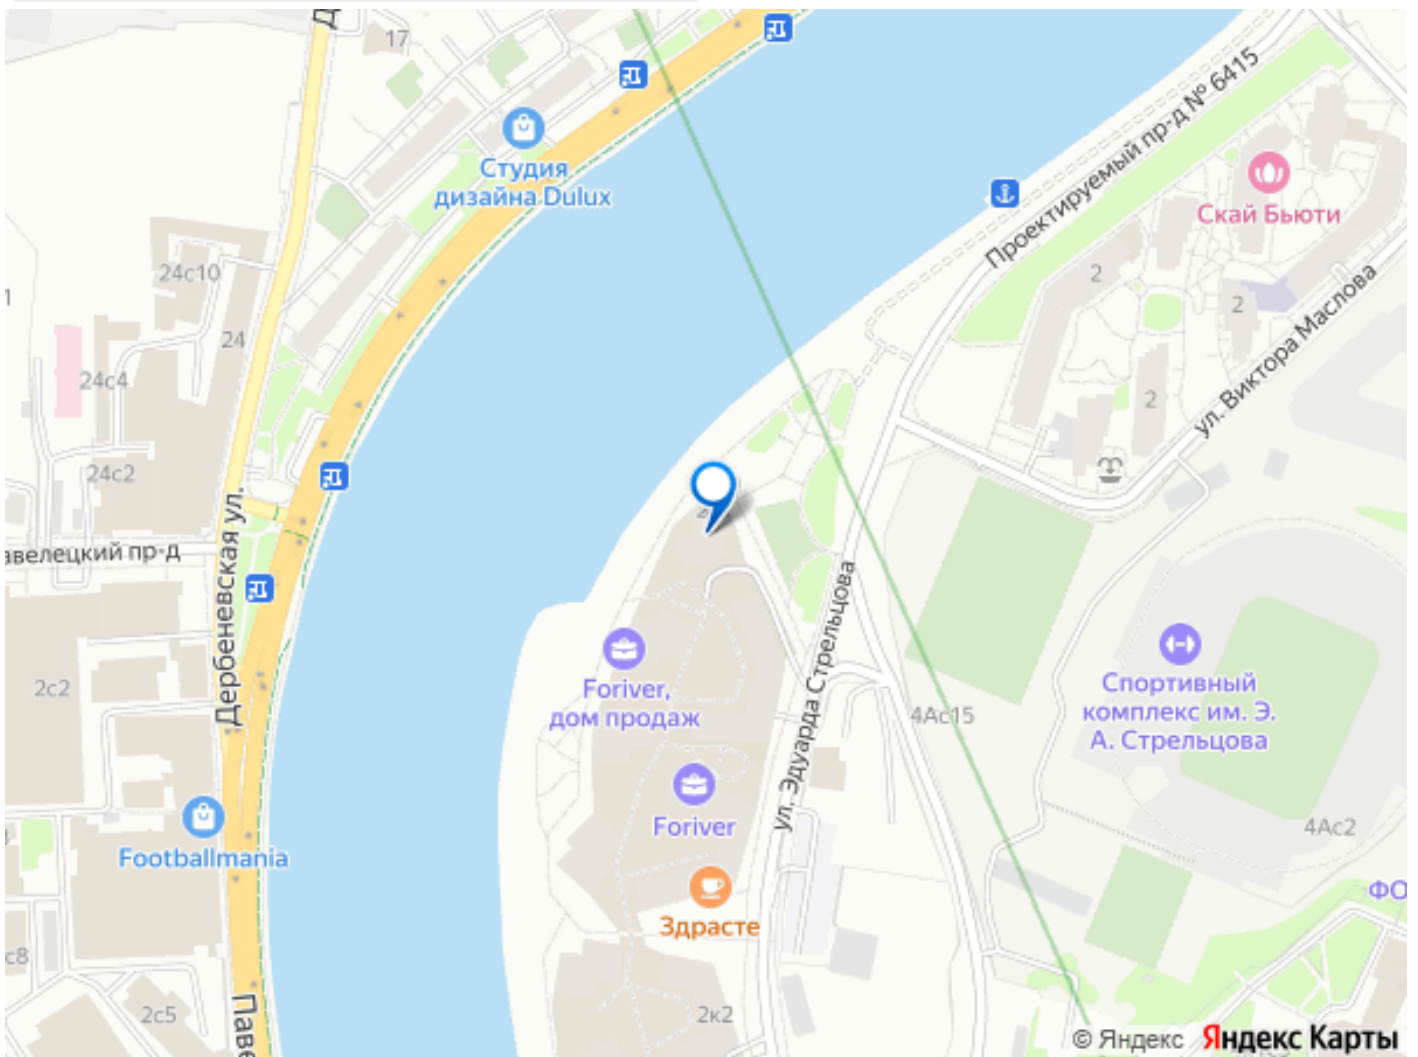 17
Студия
дизайна Dulux
Проектируемый пр-д № 6415
Скай Бьюти
24с10
2
2
24
ул. Виктора Маслова
24с4
2
24с2
авелецкий пр-д
Дербеневская ул.
ул. Эдуарда Стрельцова
Foriver,
дом продаж
2с2
Спортивный
комплекс им. Э.
А. Стрельцова
4Ас15
Foriver
4Ас2
Footballmania
ФО
Здрасте
с8
Паве
2с5
2к2
© Яндекс Яндекс Карты